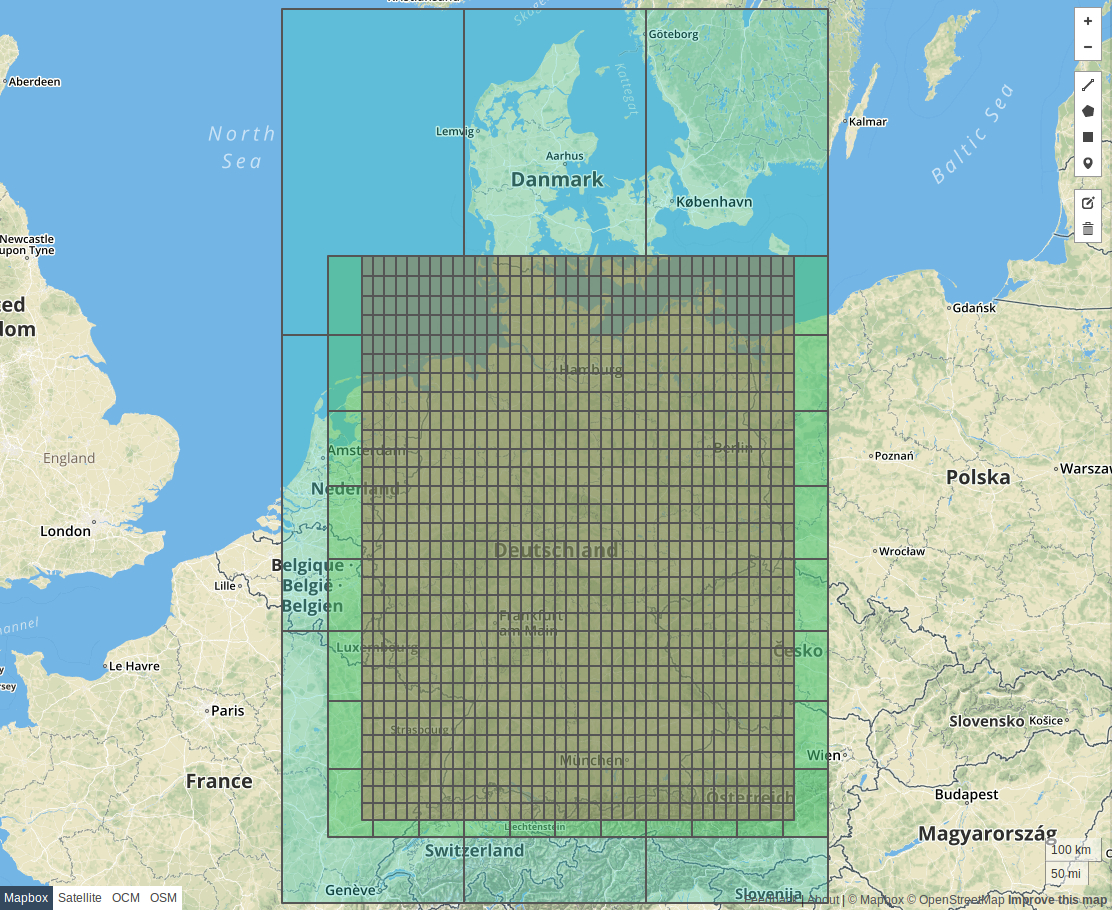 Skage
Göteborg
Kattegat
Aberdeen
North
Sea
Lemvig
Kalmar
Baltic Sea
Aarhus
Danmark
København
Newcastle
upon Tyne
ted
dom
Gdańsk
Hamburg
Amsterdam
Berlin
England
Poznań
Warszaw
Polska
Nederland
London
Deutschland
Wrocław
Belgique ·
België ·
Belgien
Lille
Frankfurt
am Main
annel
Luxembourg
Česko
Le Havre
ey
rsey
Paris
Strasbourg
Slovensko
Košice
Wien
München
France
Österreich
Budapest
Liechtenstein
Magyarország
Switzerland
100 km
50 mi
Genève
Slovenija
Mapbox Satellite OCM OSM
Feedback | About | © Mapbox © OpenStreetMap Improve this map